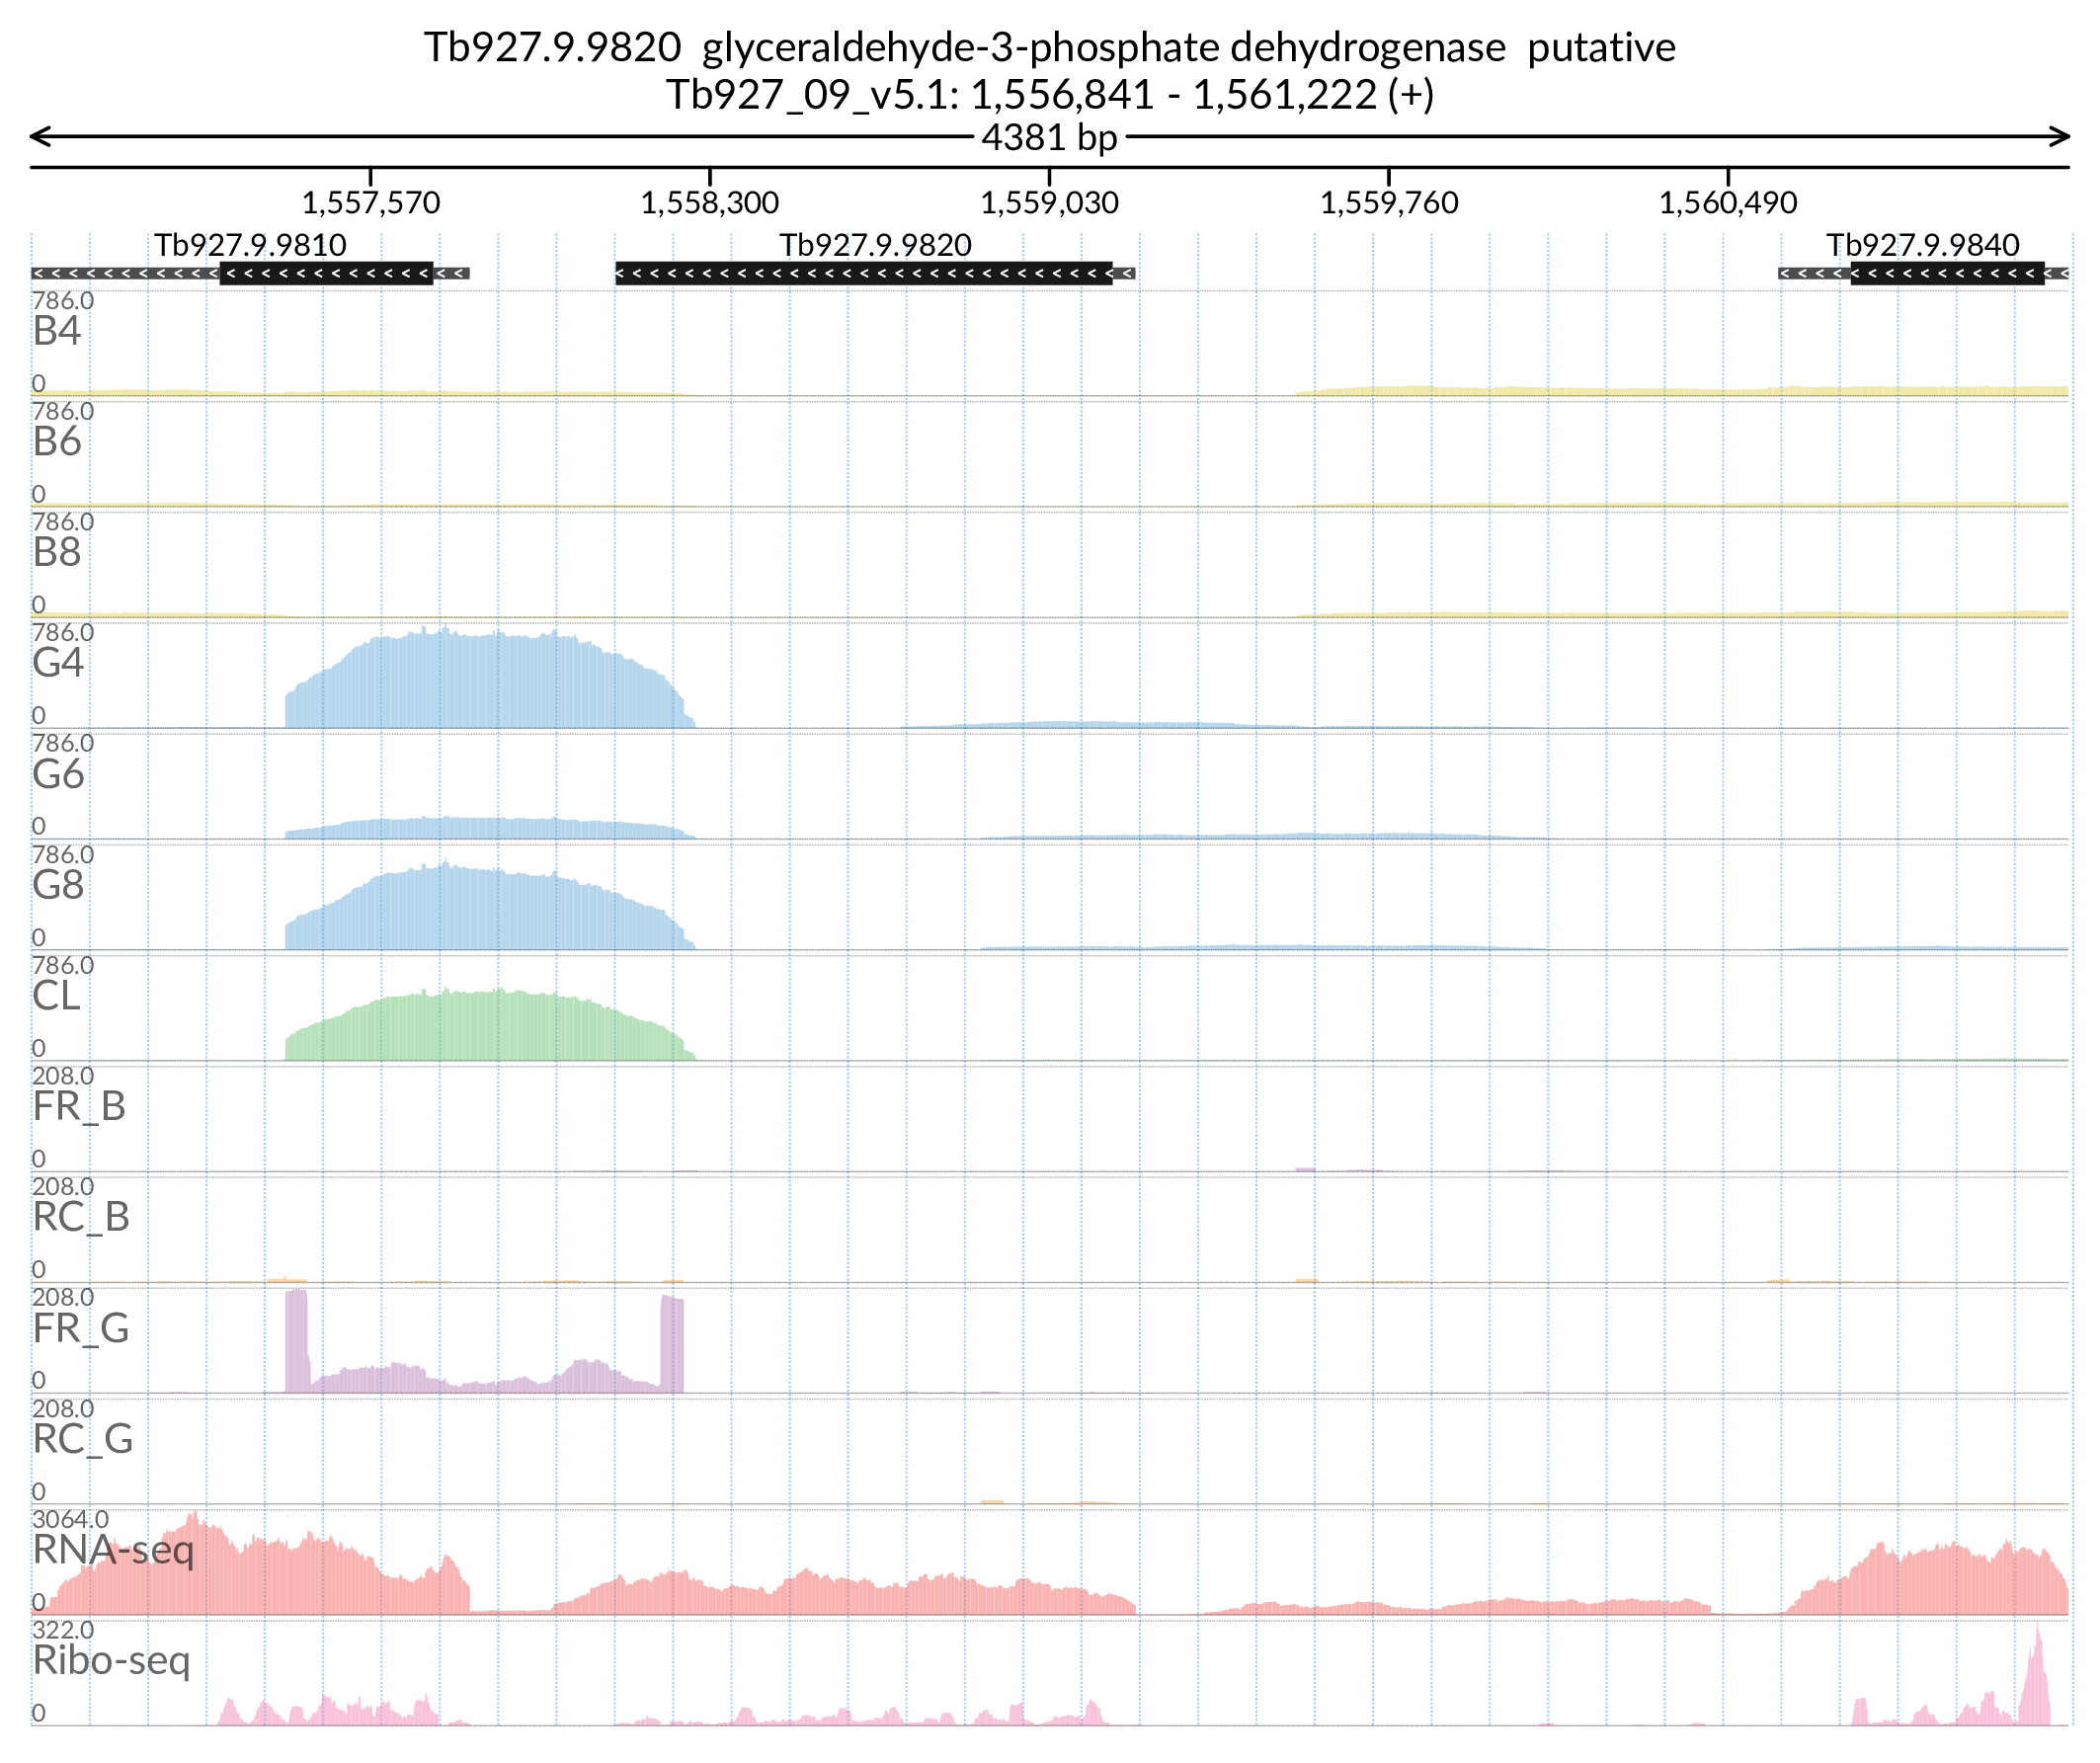 Tb927.9.9820 glyceraldehyde-3-phosphate dehydrogenase putative
Tb927_09_v5.1: 1,556,841 - 1,561,222 (+)
4381 bp
1,557,570 1,558,300 1,559,030 1,559,760 1,560,490
Tb927.9.9810 Tb927.9.9820 Tb927.9.9840
786.0
B4
0
786.0
B6
0
786.0
B8
0
786.0
G4
0
786.0
G6
0
786.0
G8
0
786.0
CL
0
208.0
FR_B
0
208.0
RC_B
0
208.0
FR_G
0
208.0
RC_G
0
3064.0
RNA-seq
0
322.0
Ribo-seq
0